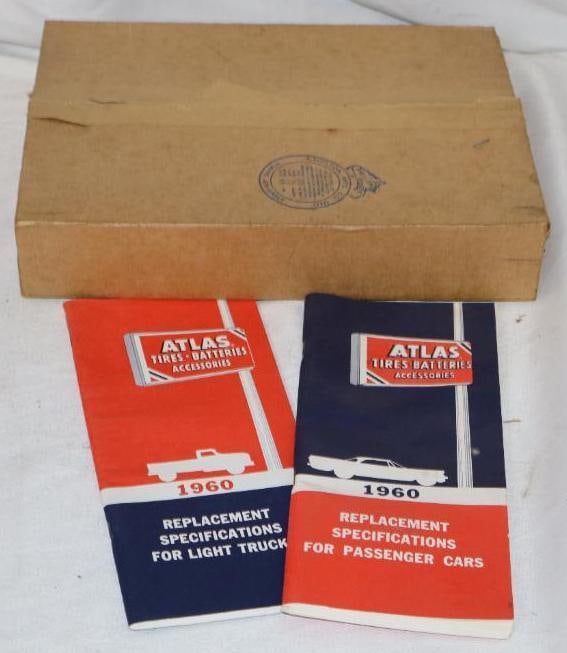 ATLAS
TIRES • BATTERIES
ACCESSORIES
1960
REPLACEMENT
SPECIFICATIONS
FOR LIGHT TRUCK
ATLAS
TIRES BATTERIES
ACCESSORIES
1960
REPLACEMENT
SPECIFICATIONS
FOR PASSENGER CARS